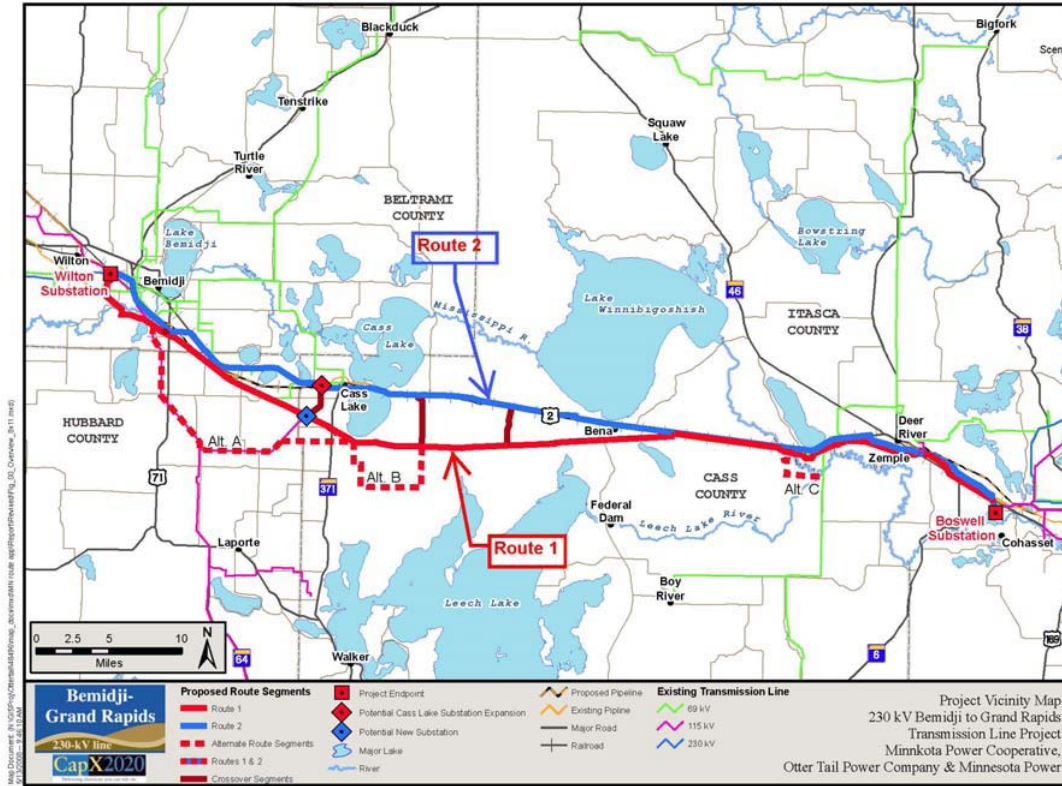 Blackduck
Bigfork
Scen
Tenstrike
Squaw
Lake
Turtle
River
BELTRAMI
COUNTY
Lake
Bemidji
Route 2
Bowstring
Lake
Wilton
Wilton
Substation
Bemidji
Lake
Winnibigoshish
46
ITASCA
COUNTY
38
Mississippi R.
Cass
Lake
Cass
Lake
2
HUBBARD
COUNTY
Bena
Deer
River
Alt. A
Zemple
71
Alt. B
CASS
COUNTY
Alt. C
371
Federal
Dam
Leech Lake River
Boswell
Substation
Cohasset
Laporte
Route 1
Boy
River
Leech Lake
0 2.5 5 10
Miles
N
64
Walker
6
169
Bemidji-
Grand Rapids
230-kV line
CapX2020
Proposed Route Segments
Route 1
Route 2
Alternate Route Segments
Routes 1 & 2
Crossover Segments
Project Endpoint
Potential Cass Lake Substation Expansion
Potential New Substation
Major Lake
River
Proposed Pipeline
Existing Pipline
Major Road
Railroad
Existing Transmission Line
69 kV
115 kV
230 kV
Project Vicinity Map
230 kV Bemidji to Grand Rapids
Transmission Line Project
Minnkota Power Cooperative,
Otter Tail Power Company & Minnesota Power